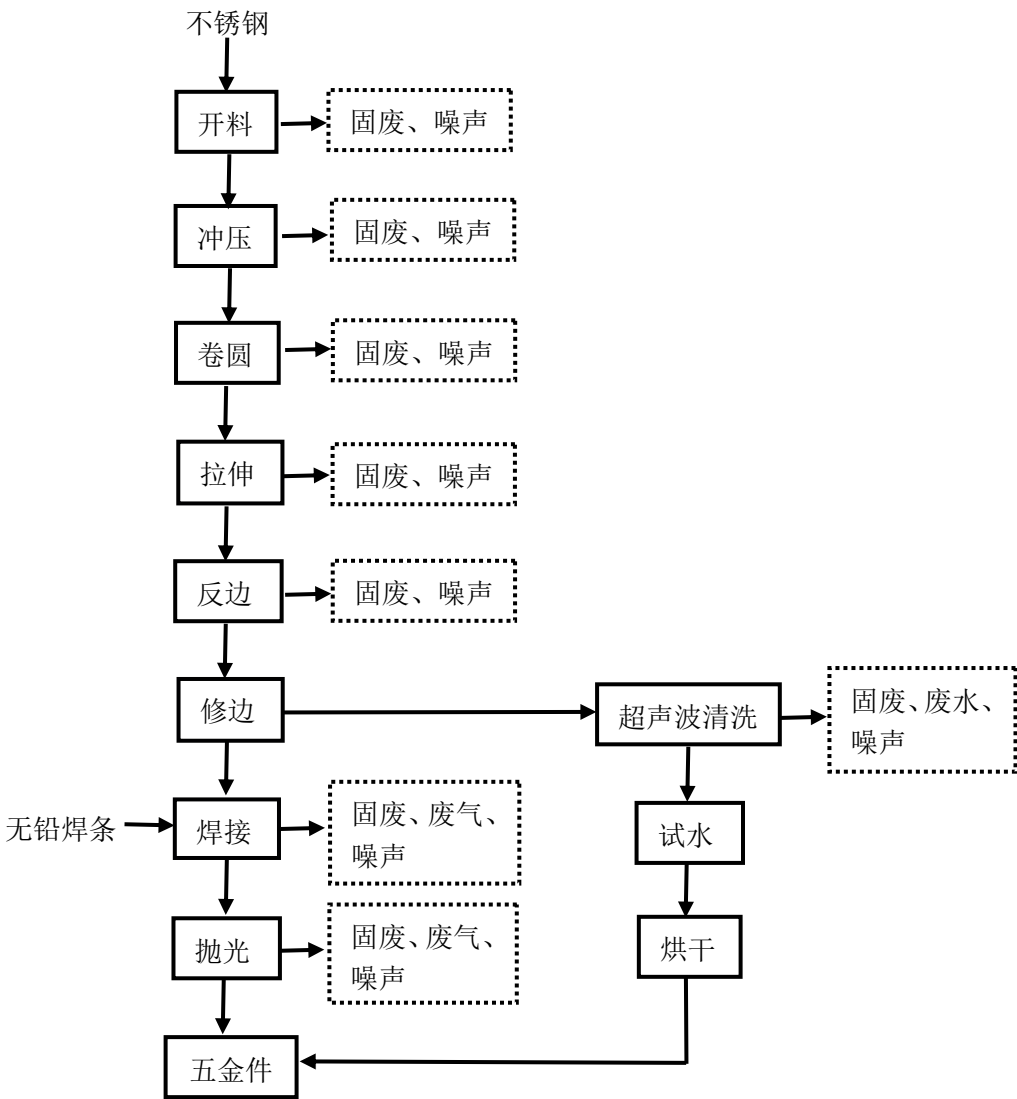 不锈钢
开料
固废、噪声
冲压
固废、噪声
卷圆
固废、噪声
拉伸
固废、噪声
反边
固废、噪声
修边
超声波清洗
固废、废水、
噪声
无铅焊条
焊接
固废、废气、
噪声
试水
抛光
固废、废气、
噪声
烘干
五金件